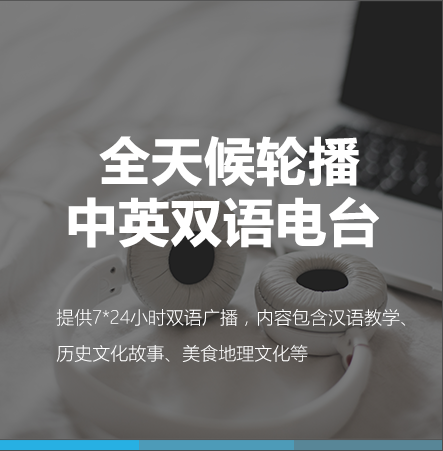 全天候轮播
中英双语电台
提供7*24小时双语广播，内容包含汉语教学、
历史文化故事、美食地理文化等